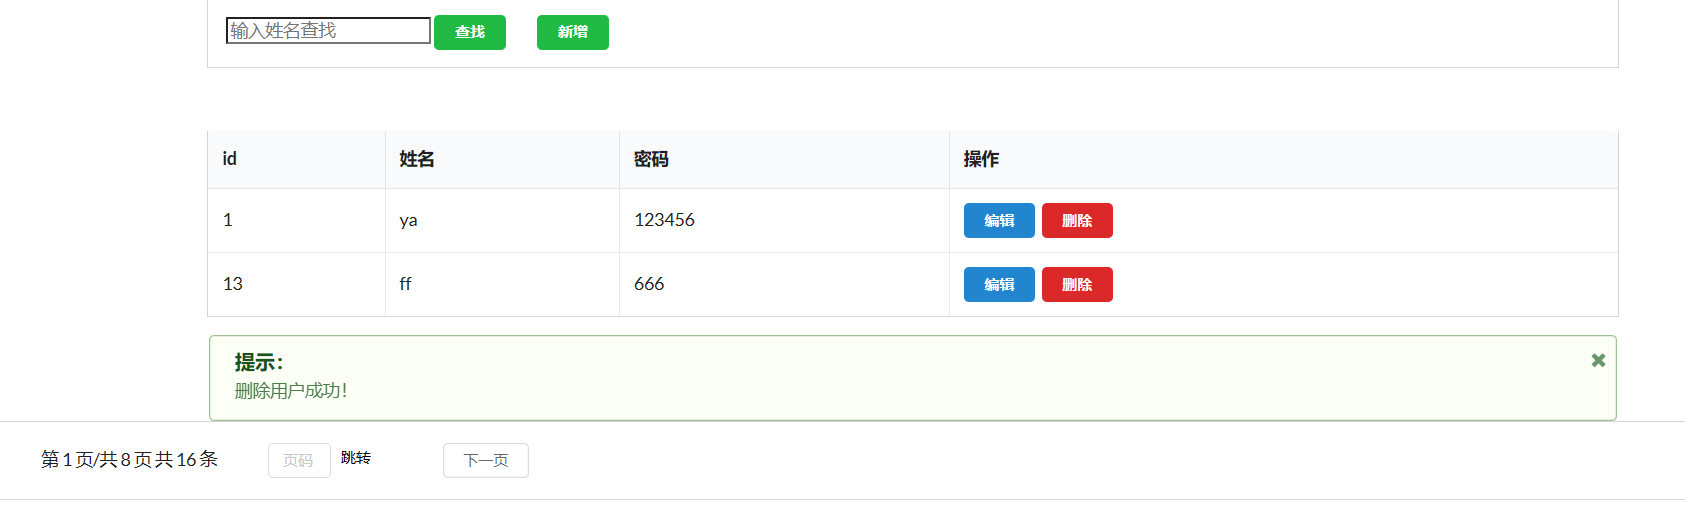 输入姓名查找 查找 新增
id 姓名 密码 操作
1 ya 123456 编辑 删除
13 ff 666 编辑 删除
提示：
删除用户成功！
第1页/共8页共16条 页码 跳转 下一页